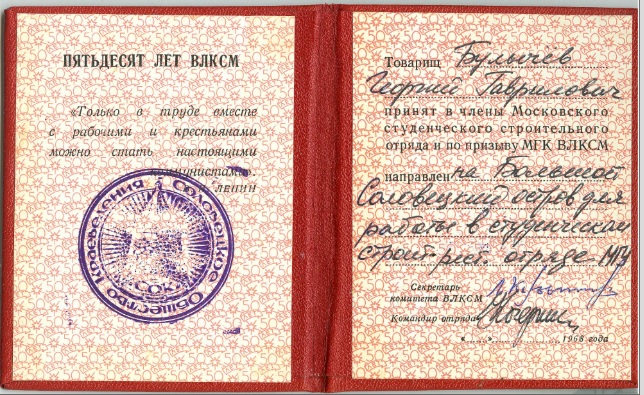 ПЯТЬДЕСЯТ ЛЕТ ВЛКСМ
«Только в труде вместе
с рабочими и крестьянами
можно стать настоящими
коммунистами».
ЛЕНИН
Соловецкое Общество Краеведения
СОК
Товарищ Булычев
Георгий Гаврилович
принят в члены Московского
студенческого строительного
отряда и по призыву МГК ВЛКСМ
направлен на Большой
Соловецкий остров для
работы в студенческом
строит. рест. отряде МГУ
Секретарь
комитета ВЛКСМ
Командир отряда
«......»..................1968 года